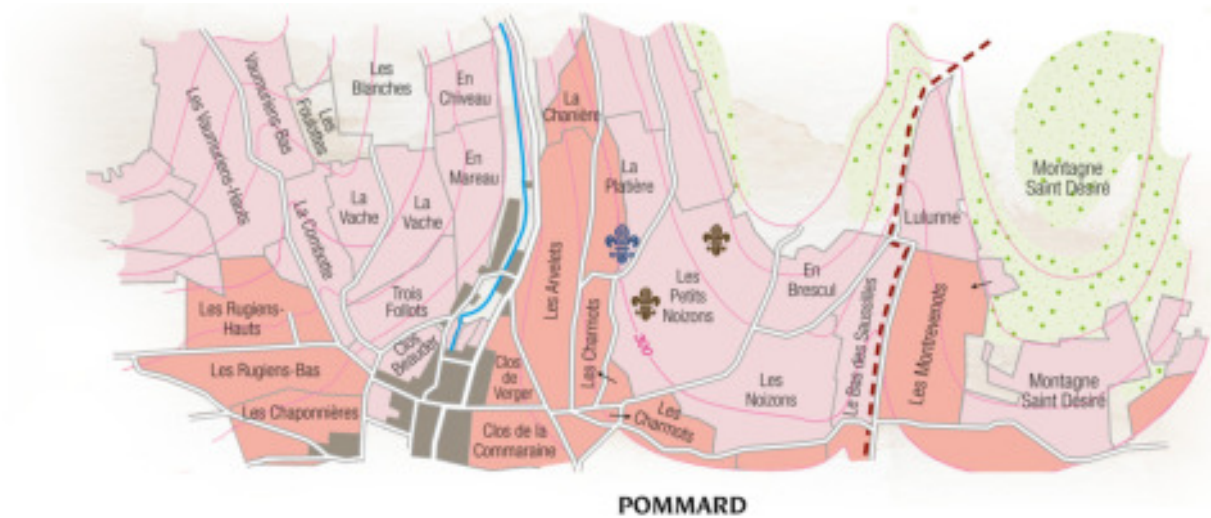 Les
Blanches
En
Chiveau
Vaumuriens-Bas
Les
Fouletles
Les Vaumuriens-Hauts
La
Chanière
En
Mareau
La
Platière
La
Vache
La
Vache
La Combotte
Montagne
Saint Désiré
Lulunne
Les Arvelets
Les
Petits
Noizons
En
Brescul
Trois
Follots
Les Rugiens-
Hauts
Clos
Beauder
300
Le Bas des Saussilles
Les Montrevenots
Les Charmots
Les Rugiens-Bas
Clos
de
Verger
Les
Noizons
Montagne
Saint Désiré
Les Chaponnières
Les
Charmots
Clos de la
Commaraine
POMMARD